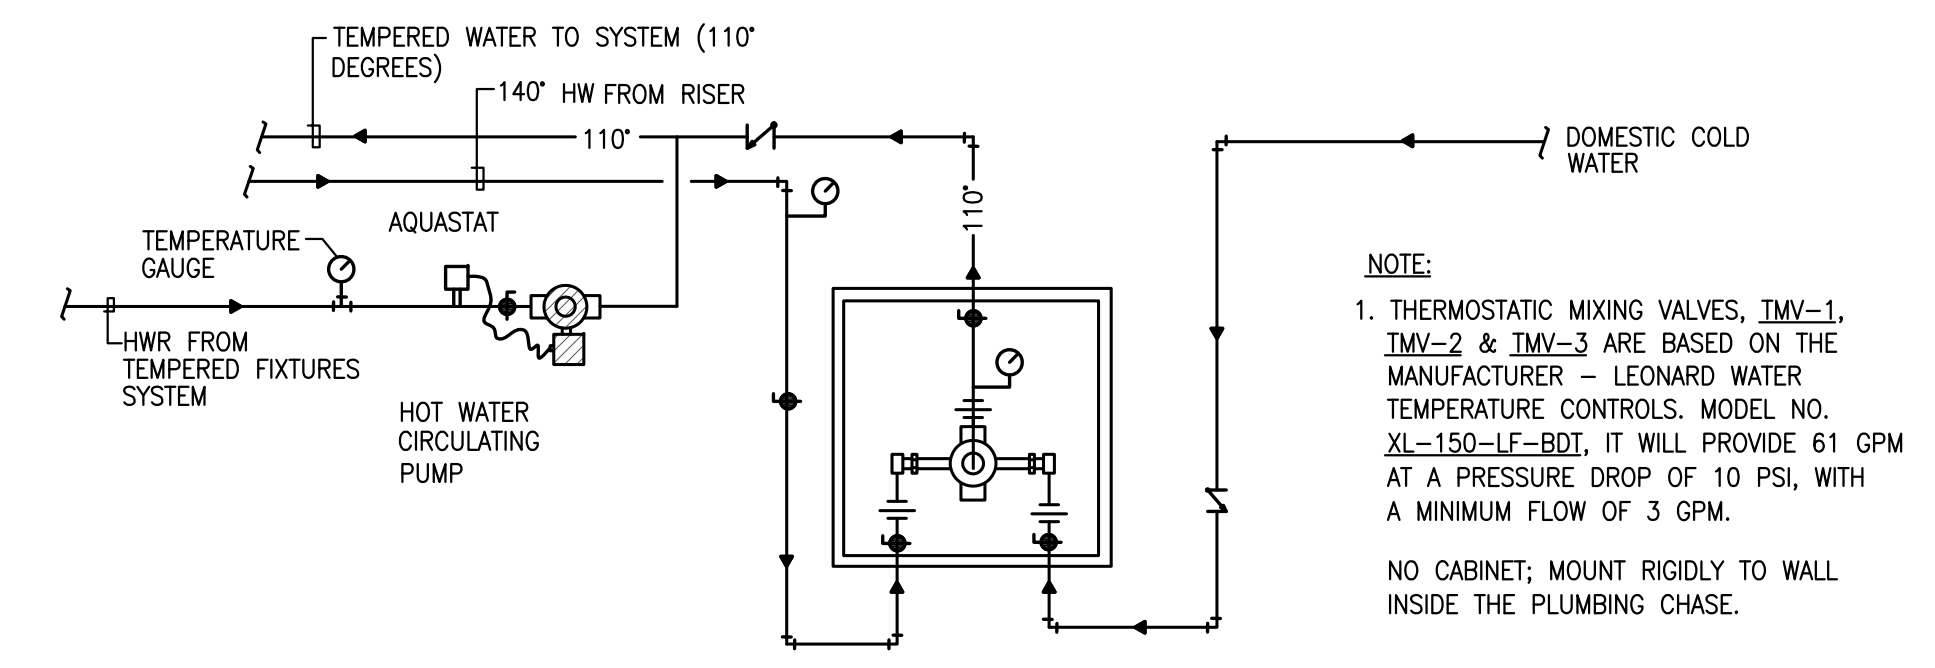 TEMPERED WATER TO SYSTEM (110°
DEGREES)
140° HW FROM RISER
110°
DOMESTIC COLD
WATER
110°
AQUASTAT
TEMPERATURE
GAUGE
HWR FROM
TEMPERED FIXTURES
SYSTEM
HOT WATER
CIRCULATING
PUMP
NOTE:
1. THERMOSTATIC MIXING VALVES, TMV-1,
TMV-2 & TMV-3 ARE BASED ON THE
MANUFACTURER - LEONARD WATER
TEMPERATURE CONTROLS. MODEL NO.
XL-150-LF-BDT, IT WILL PROVIDE 61 GPM
AT A PRESSURE DROP OF 10 PSI, WITH
A MINIMUM FLOW OF 3 GPM.
NO CABINET; MOUNT RIGIDLY TO WALL
INSIDE THE PLUMBING CHASE.